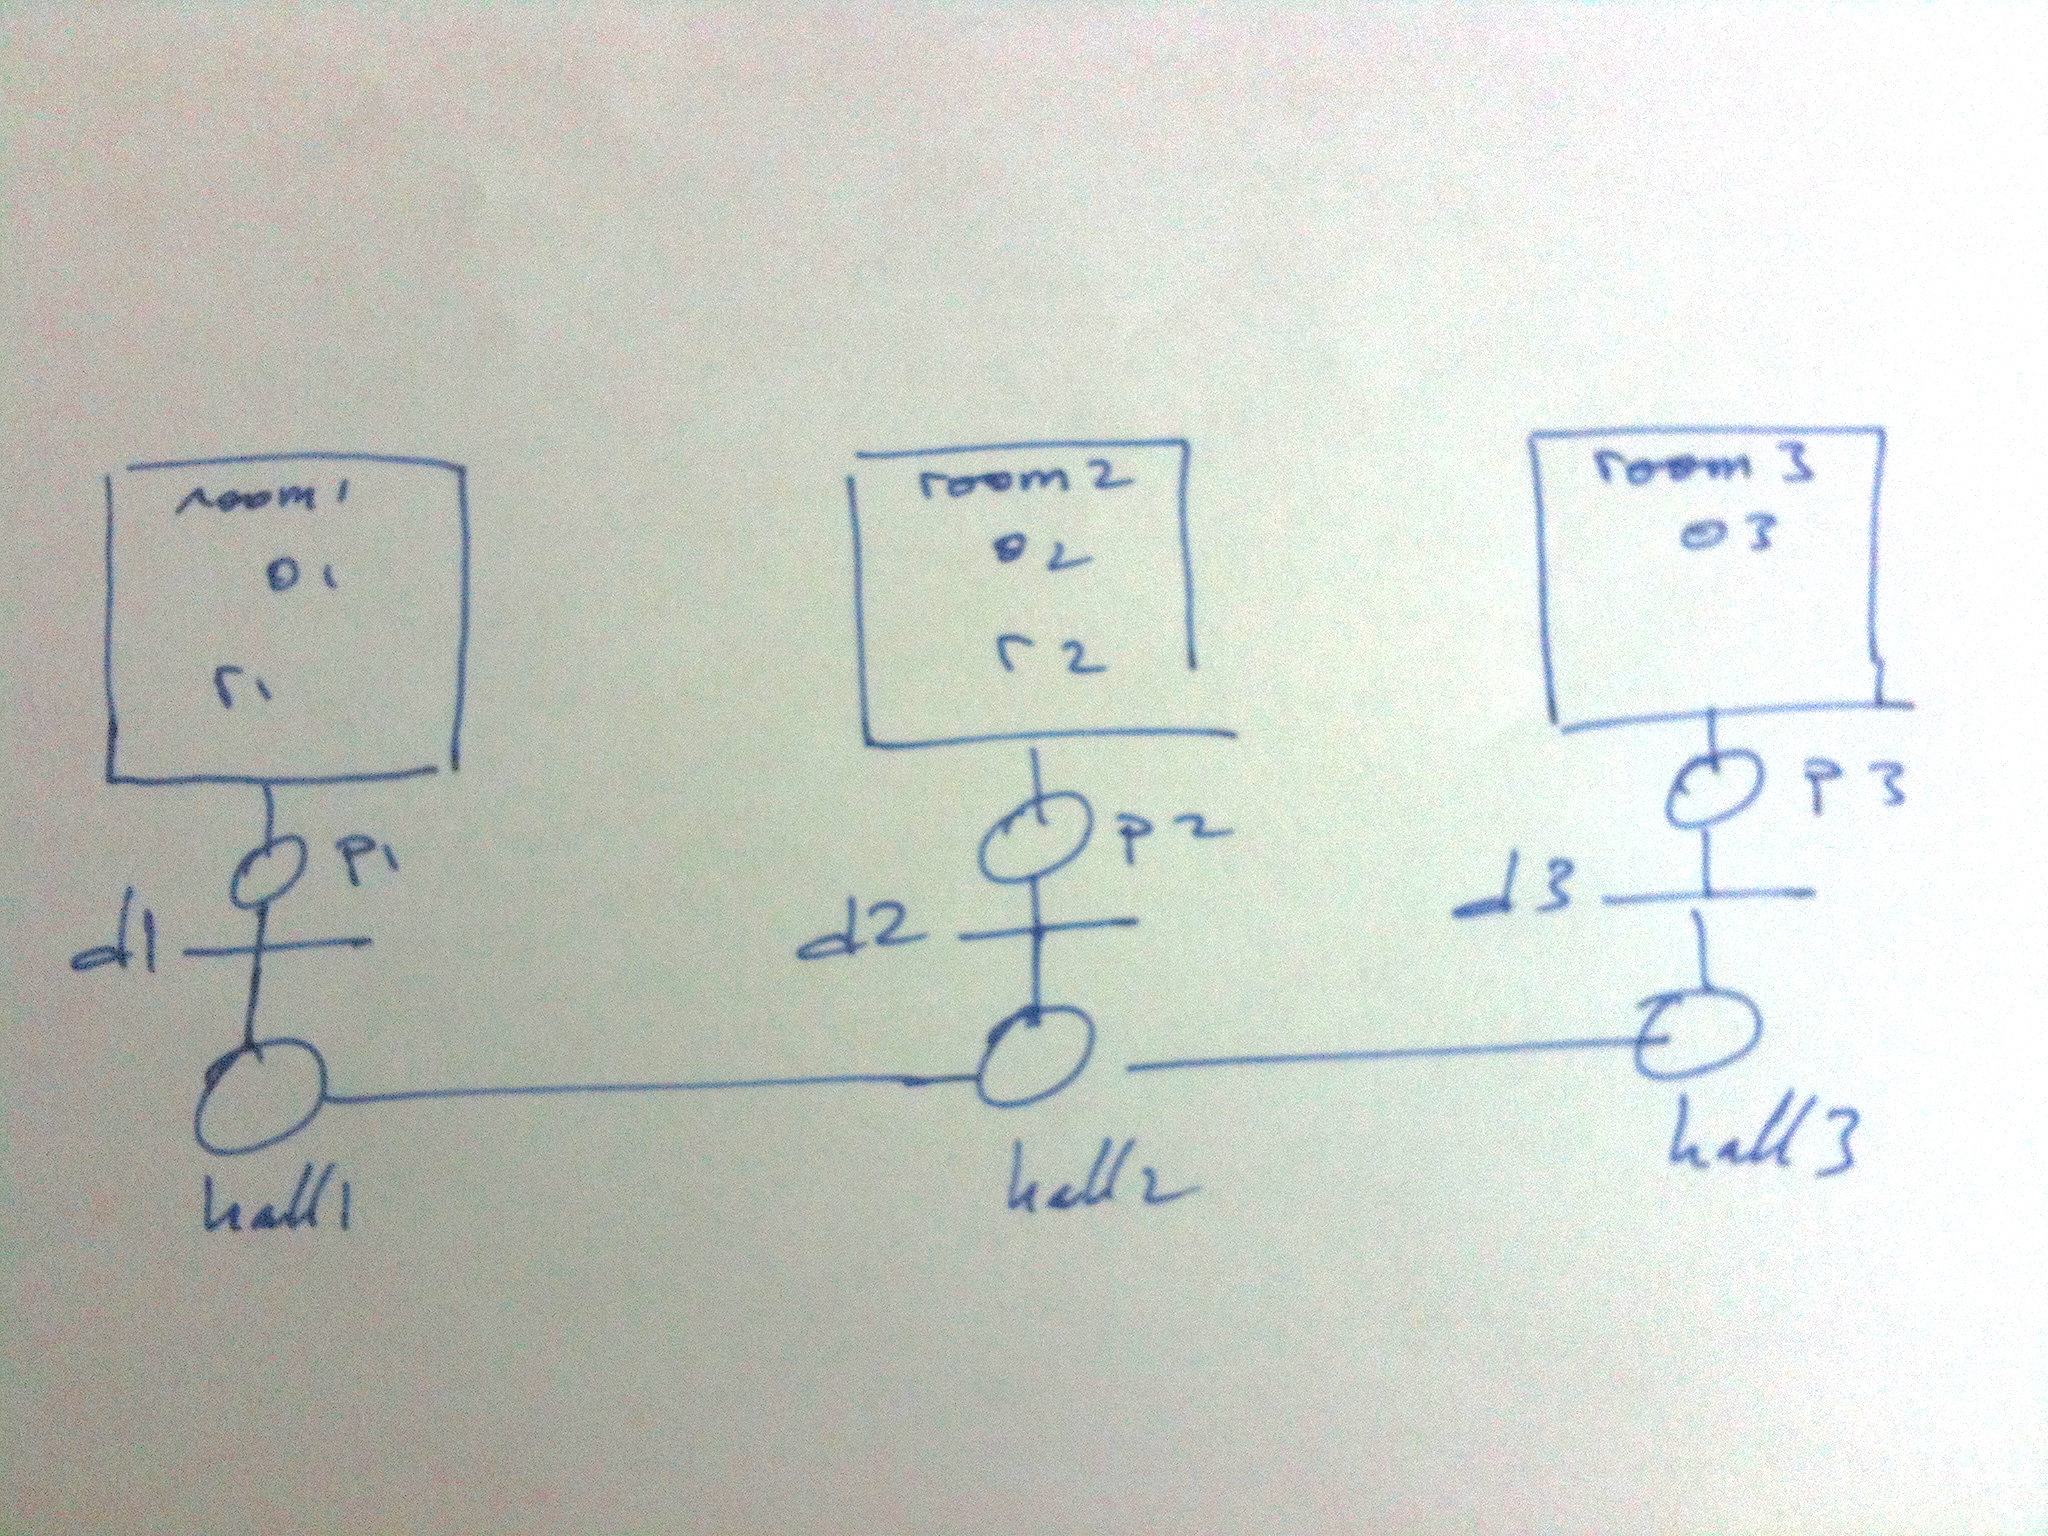 room1
o1
r1
p1
d1
hall1
room2
o2
r2
p2
d2
hall2
room3
o3
p3
d3
hall3